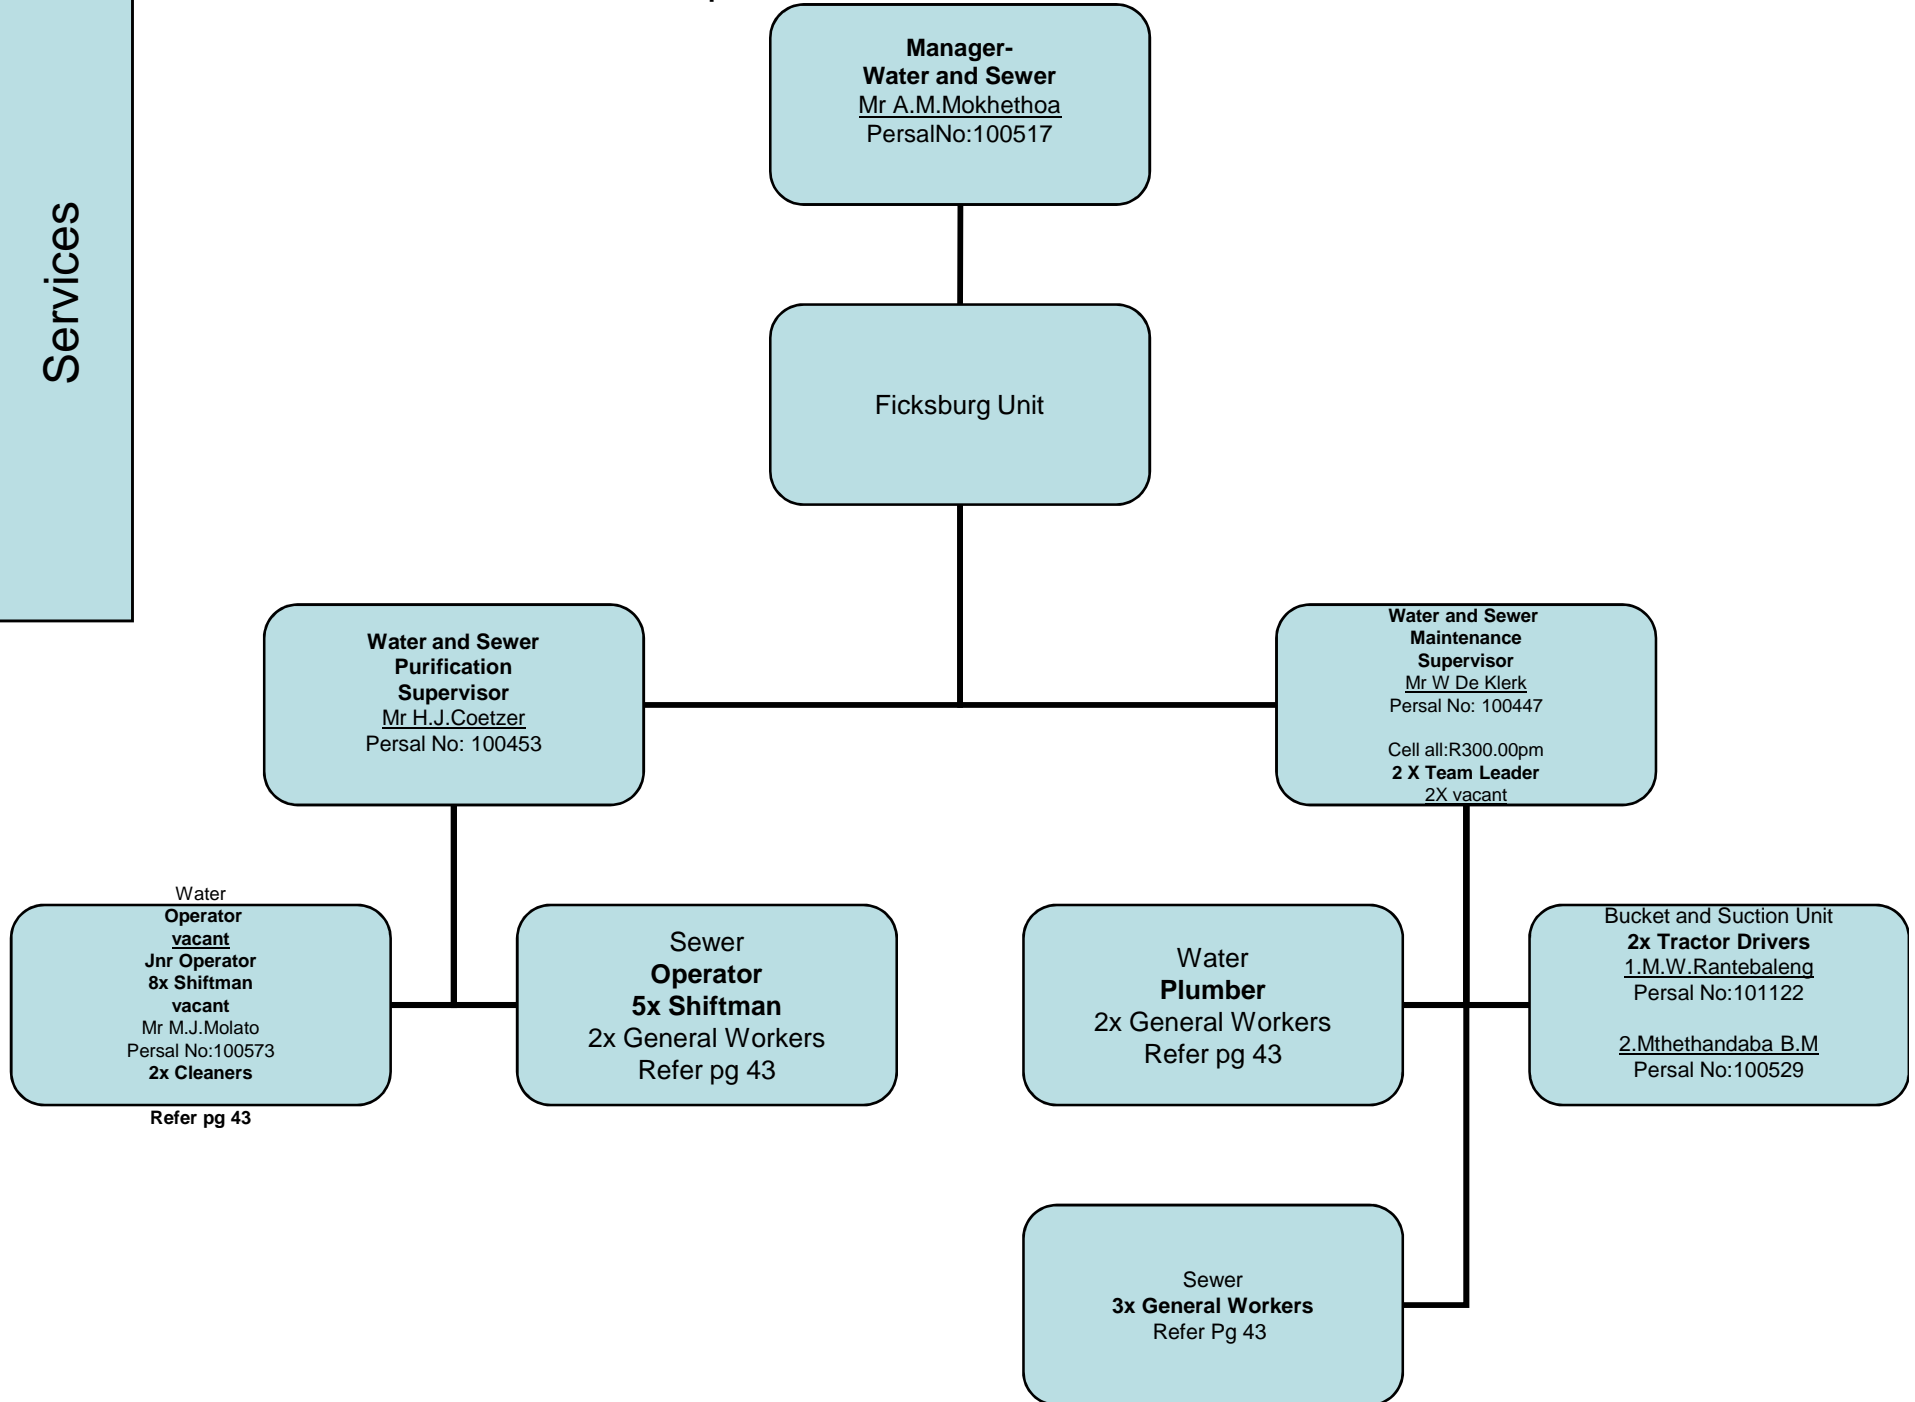 Services
Manager-
Water and Sewer
Mr A.M.Mokhethoa
PersalNo:100517
Ficksburg Unit
Water and Sewer
Purification
Supervisor
Mr H.J.Coetzer
Persal No: 100453
Water and Sewer
Maintenance
Supervisor
Mr W De Klerk
Persal No: 100447
Cell all:R300.00pm
2 X Team Leader
2X vacant
Water
Operator
vacant
Jnr Operator
8x Shiftman
vacant
Mr M.J.Molato
Persal No:100573
2x Cleaners
Refer pg 43
Sewer
Operator
5x Shiftman
2x General Workers
Refer pg 43
Water
Plumber
2x General Workers
Refer pg 43
Bucket and Suction Unit
2x Tractor Drivers
1.M.W.Rantebaleng
Persal No:101122
2.Mthethandaba B.M
Persal No:100529
Sewer
3x General Workers
Refer Pg 43